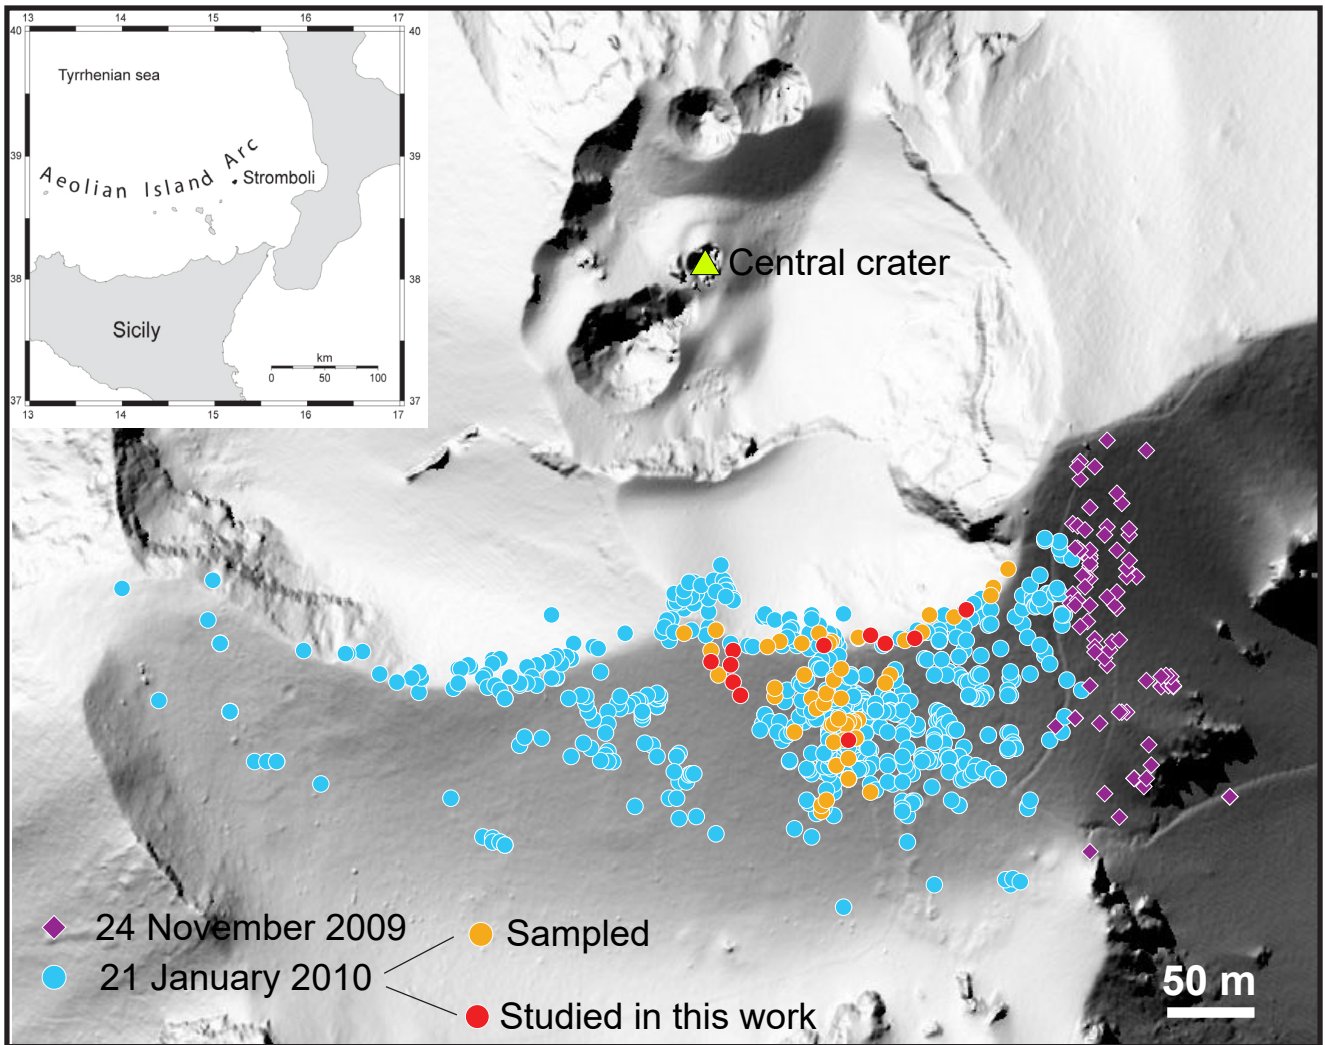 13 14 15 16 17
40 40
Tyrrhenian sea
39 39
Aeolian Island Arc
Stromboli
38 38
Sicily
km
0 50 100
37 37
13 14 15 16 17
Central crater
24 November 2009
21 January 2010
Sampled
Studied in this work
50 m